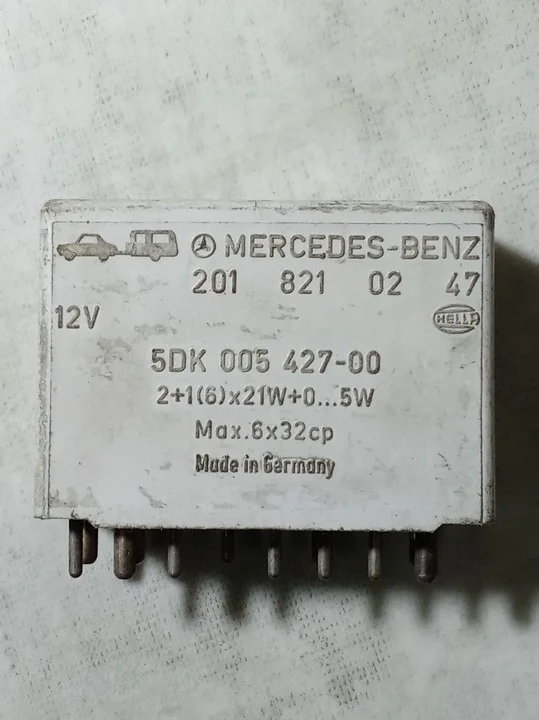 MERCEDES-BENZ
201 821 02 47
12V HELLA
5DK 005 427-00
2+1(6)x21W+0...5W
Max.6x32cp
Made in Germany